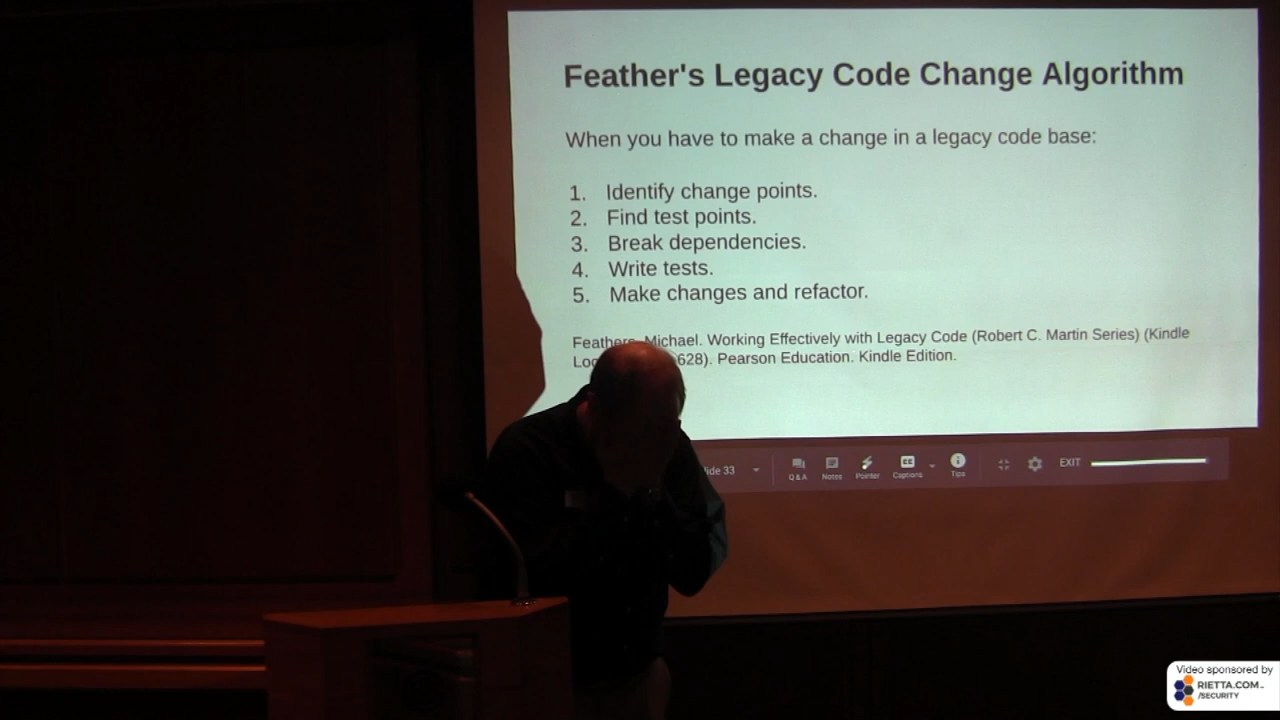 Feather's Legacy Code Change Algorithm
When you have to make a change in a legacy code base:
1. Identify change points.
2. Find test points.
3. Break dependencies.
4. Write tests.
5. Make changes and refactor.
Feathers, Michael. Working Effectively with Legacy Code (Robert C. Martin Series) (Kindle
628). Pearson Education. Kindle Edition.
33
Q&A Notes Pointer Captions Tips EXIT
Video sponsored by
RIETTA.COM
/SECURITY